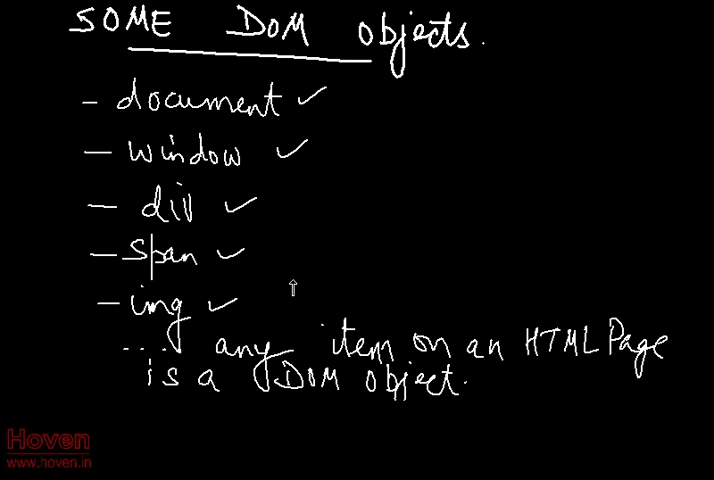 SOME DOM objects.
- document ✓
- window ✓
- div ✓
- span ✓
- img ✓
.... any item on an HTML Page
is a DOM object.
Hoven
www.hoven.in